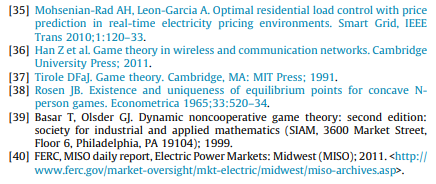 [35] Mohsenian-Rad AH, Leon-Garcia A. Optimal residential load control with price
prediction in real-time electricity pricing environments. Smart Grid, IEEE
Trans 2010;1:120–33.
[36] Han Z et al. Game theory in wireless and communication networks. Cambridge
University Press; 2011.
[37] Tirole DFaJ. Game theory. Cambridge, MA: MIT Press; 1991.
[38] Rosen JB. Existence and uniqueness of equilibrium points for concave N-
person games. Econometrica 1965;33:520–34.
[39] Basar T, Olsder GJ. Dynamic noncooperative game theory: second edition:
society for industrial and applied mathematics (SIAM, 3600 Market Street,
Floor 6, Philadelphia, PA 19104); 1999.
[40] FERC, MISO daily report, Electric Power Markets: Midwest (MISO); 2011. <http://
www.ferc.gov/market-oversight/mkt-electric/midwest/miso-archives.asp>.